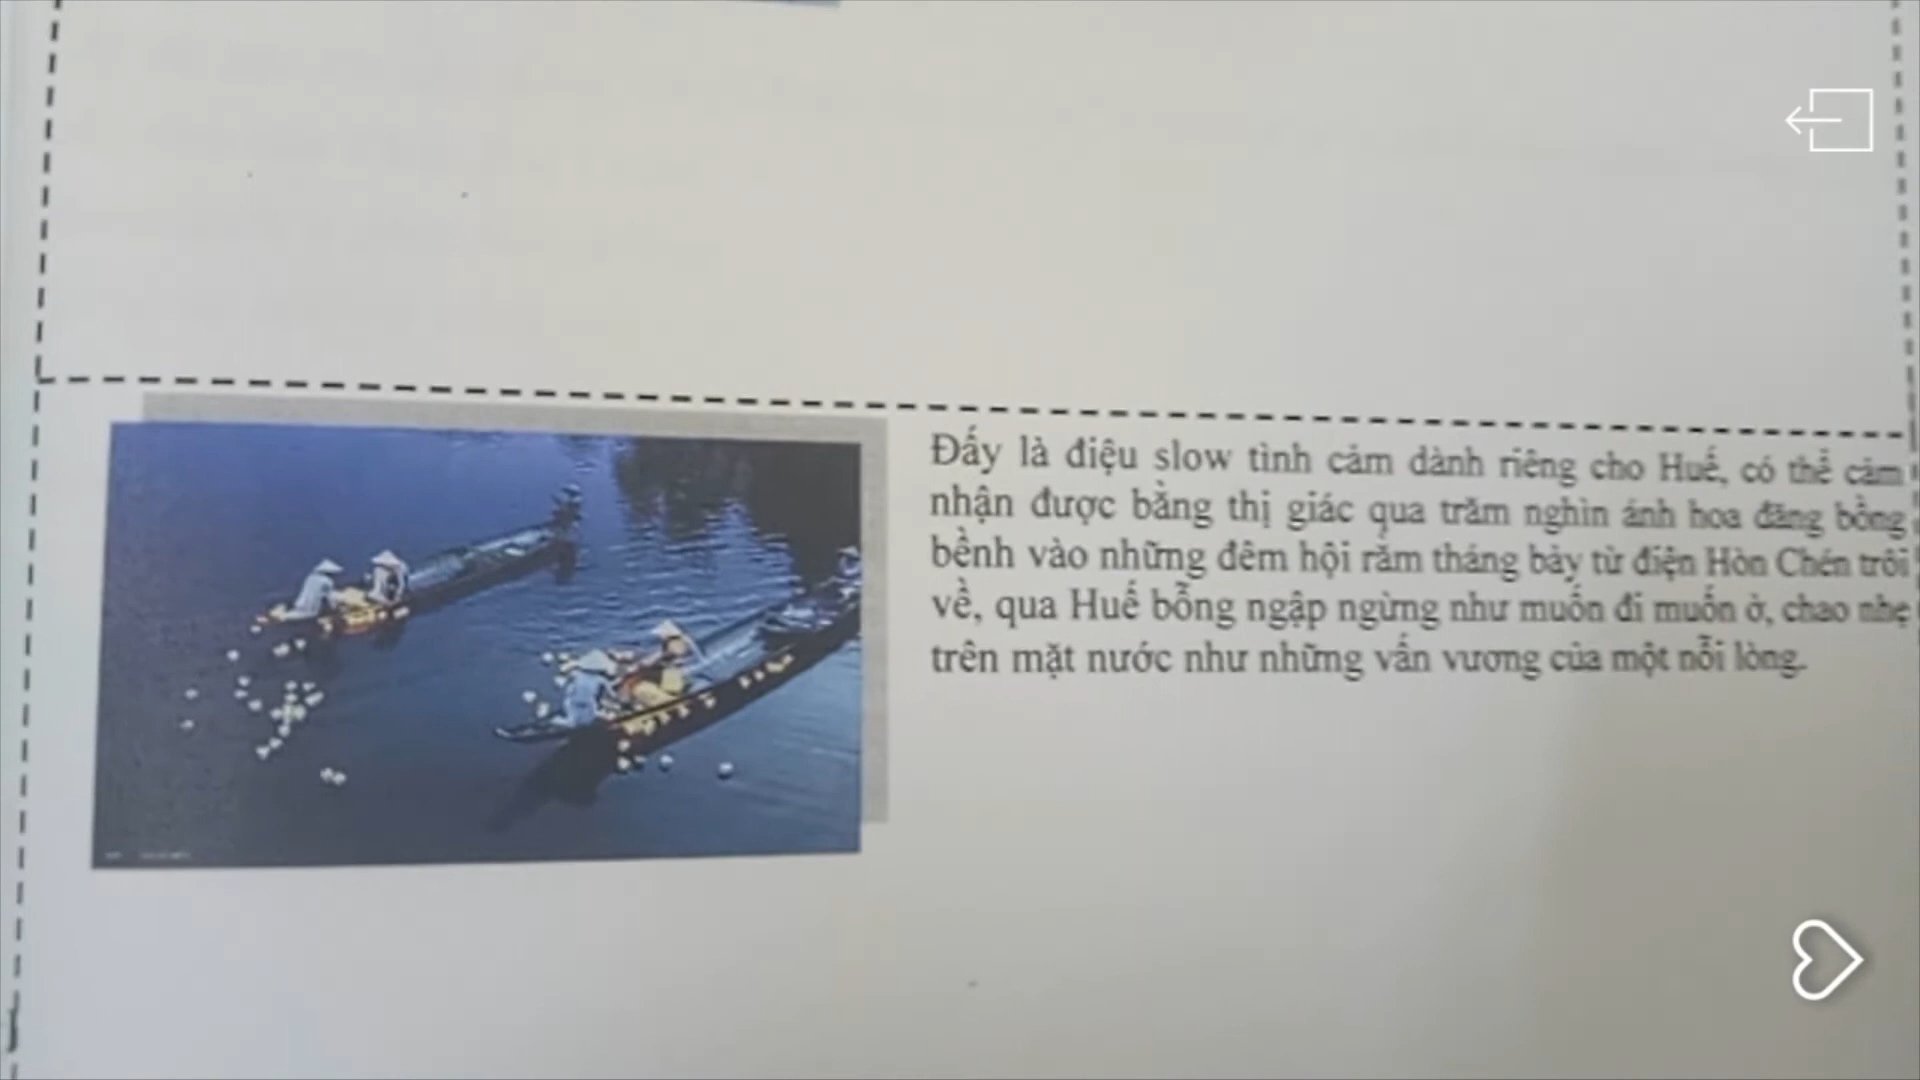 Đấy là điệu slow tình cảm dành riêng cho Huế, có thể cảm
nhận được bằng thị giác qua trăm nghìn ánh hoa đăng bồng
bềnh vào những đêm hội rằm tháng bảy từ điện Hòn Chén trôi
về, qua Huế bỗng ngập ngừng như muốn đi muốn ở, chao nhẹ
trên mặt nước như những vấn vương của một nỗi lòng.